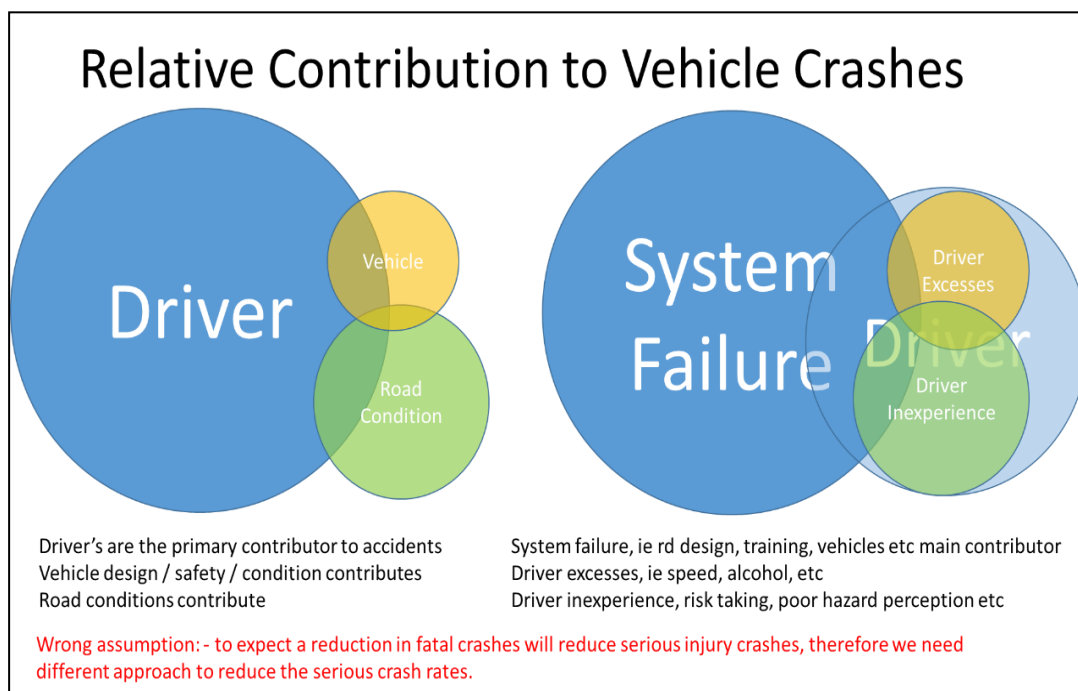 Relative Contribution to Vehicle Crashes
Driver
Vehicle
Road
Condition
System
Failure
Driver
Excesses
Driver
Driver
Inexperience
Driver's are the primary contributor to accidents
Vehicle design / safety / condition contributes
Road conditions contribute
System failure, ie rd design, training, vehicles etc main contributor
Driver excesses, ie speed, alcohol, etc
Driver inexperience, risk taking, poor hazard perception etc
Wrong assumption: - to expect a reduction in fatal crashes will reduce serious injury crashes, therefore we need
different approach to reduce the serious crash rates.